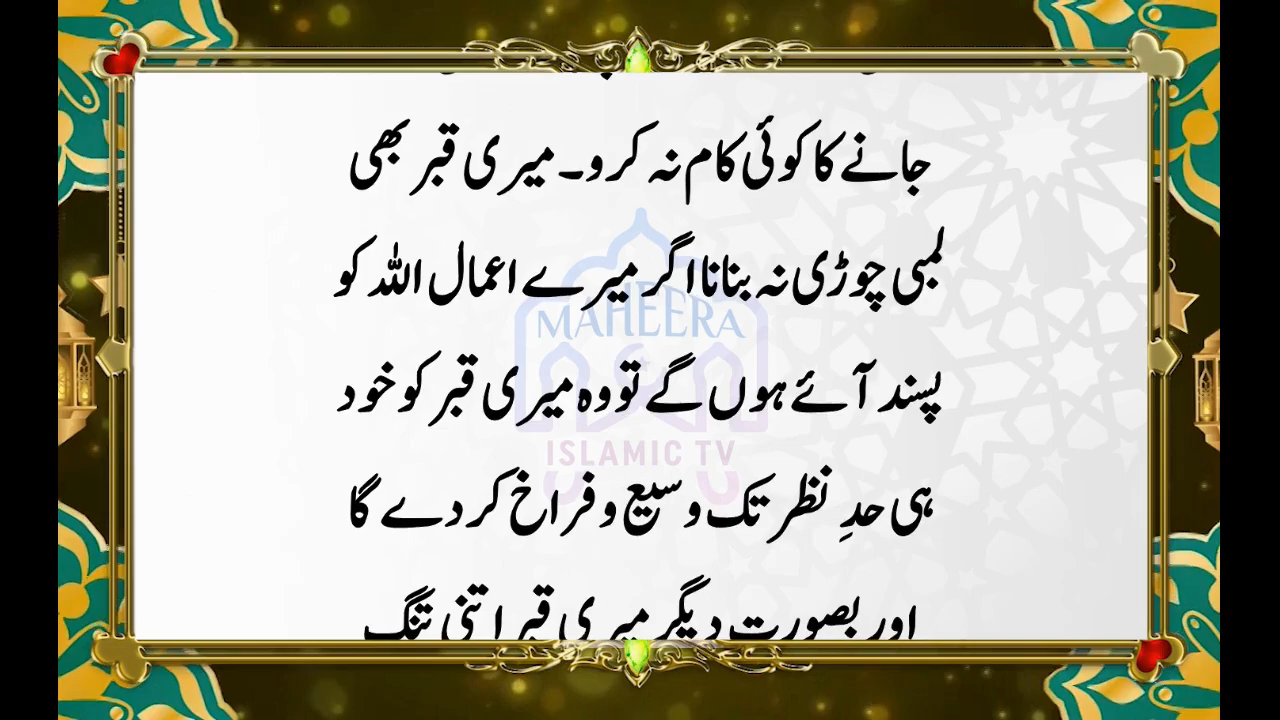 جانے کا کوئی کام نہ کرو۔ میری قبر بھی
لمبی چوڑی نہ بنانا اگر میرے اعمال اللہ کو
پسند آئے ہوں گے تو وہ میری قبر کو خود
ہی حدِ نظر تک وسیع و فراخ کر دے گا
اور بصورت دیگر میری قبر اتنی تنگ
MAHEERA
ISLAMIC TV